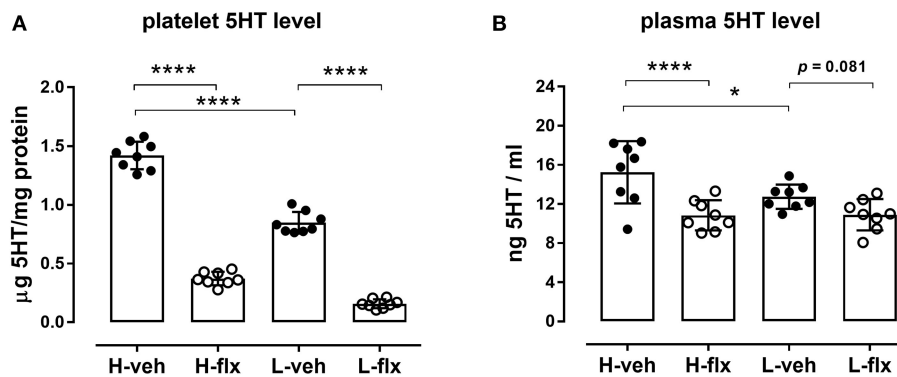 A
platelet 5HT level
****
****
****
µg 5HT/mg protein
2.0
1.5
1.0
0.5
0.0
H-veh H-flx L-veh L-flx
B
plasma 5HT level
****
p = 0.081
*
ng 5HT / ml
24
20
16
12
8
4
0
H-veh H-flx L-veh L-flx